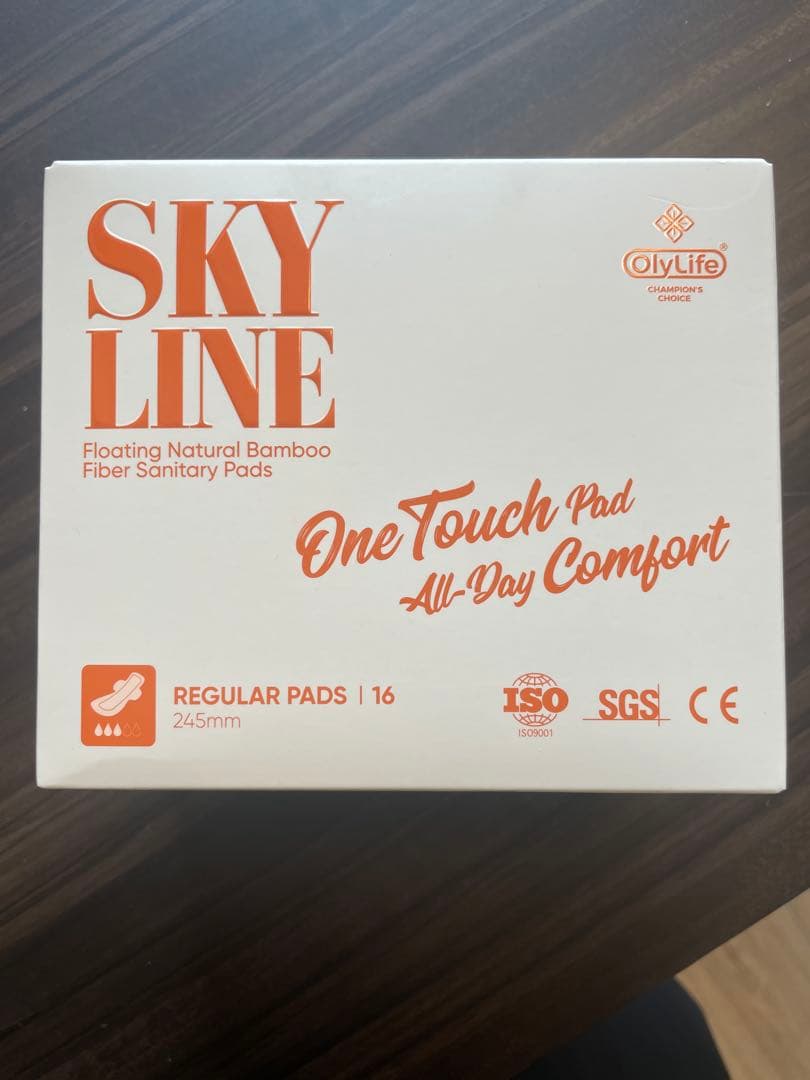 SKY
LINE
Floating Natural Bamboo
Fiber Sanitary Pads
OlyLife®
CHAMPION'S
CHOICE
One Touch Pad
All-Day Comfort
REGULAR PADS | 16
245mm
ISO
ISO9001
SGS
CE